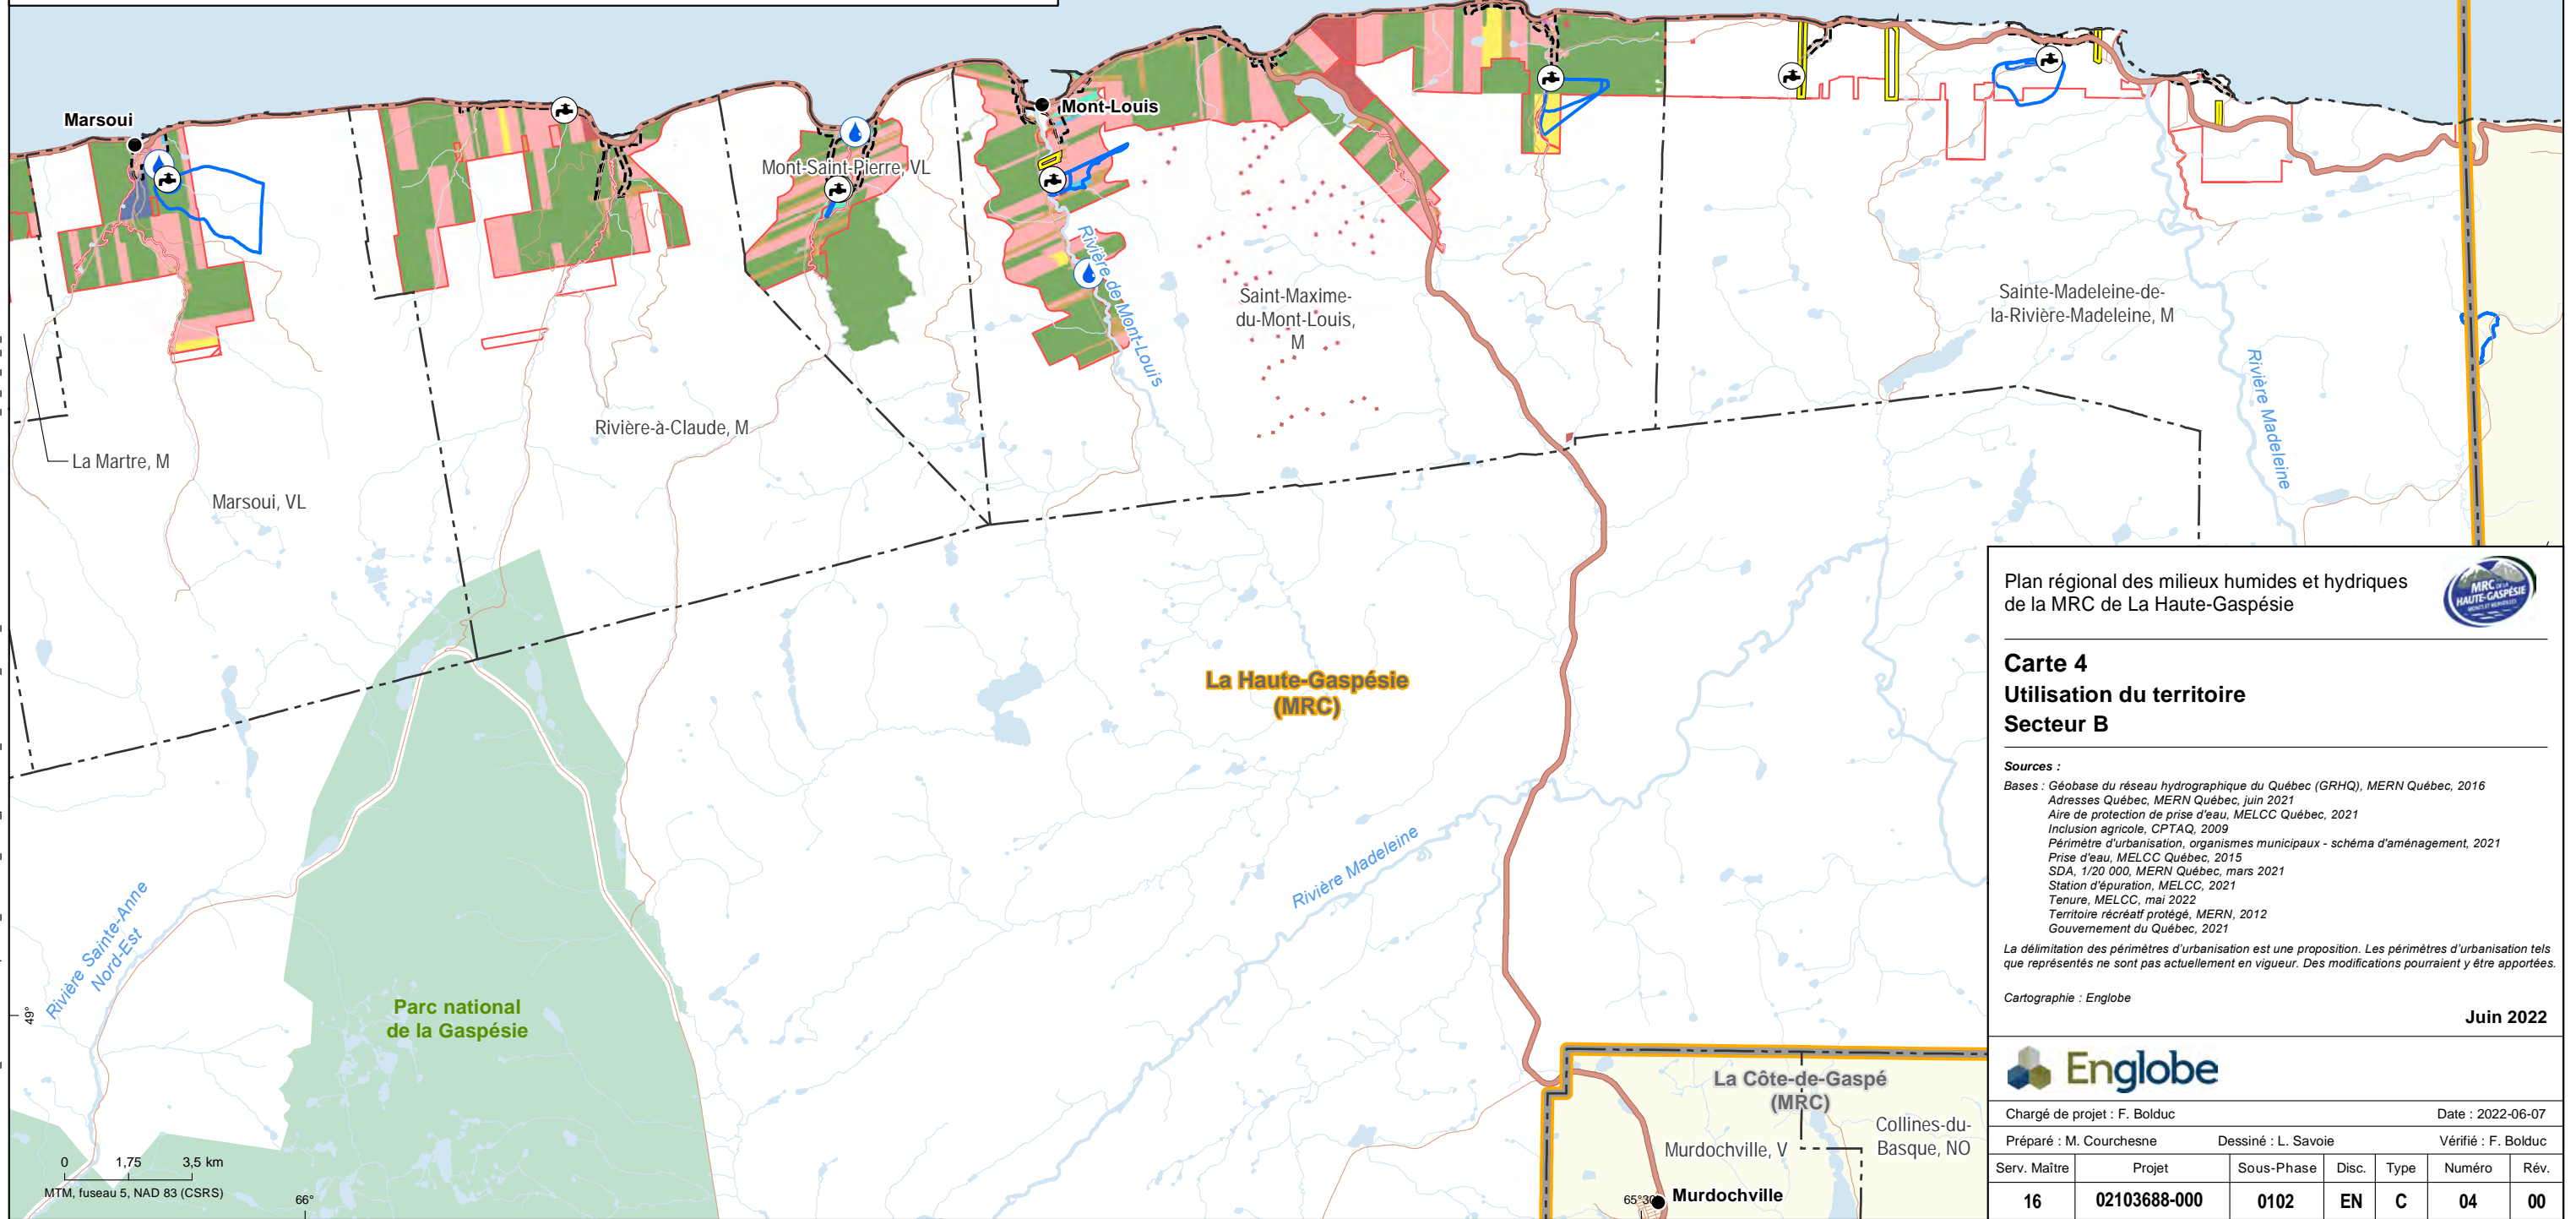 Marsoui
Mont-Louis
Mont-Saint-Pierre, VL
Rivière de Mont-Louis
Saint-Maxime-
du-Mont-Louis,
M
Sainte-Madeleine-de-
la-Rivière-Madeleine, M
Rivière Madeleine
Rivière-à-Claude, M
La Martre, M
Marsoui, VL
La Haute-Gaspésie
(MRC)
Rivière Madeleine
Rivière Sainte-Anne
Nord-Est
Parc national
de la Gaspésie
49°
0 1,75 3,5 km
MTM, fuseau 5, NAD 83 (CSRS)
66°
La Côte-de-Gaspé
(MRC)
Murdochville, V
Collines-du-
Basque, NO
65°30'
Murdochville
Plan régional des milieux humides et hydriques
de la MRC de La Haute-Gaspésie
MRC DE LA
HAUTE-GASPÉSIE
MONTS ET MERVEILLES
Carte 4
Utilisation du territoire
Secteur B
Sources :
Bases : Géobase du réseau hydrographique du Québec (GRHQ), MERN Québec, 2016
Adresses Québec, MERN Québec, juin 2021
Aire de protection de prise d'eau, MELCC Québec, 2021
Inclusion agricole, CPTAQ, 2009
Périmètre d'urbanisation, organismes municipaux - schéma d'aménagement, 2021
Prise d'eau, MELCC Québec, 2015
SDA, 1/20 000, MERN Québec, mars 2021
Station d'épuration, MELCC, 2021
Tenure, MELCC, mai 2022
Territoire récréatif protégé, MERN, 2012
Gouvernement du Québec, 2021
La délimitation des périmètres d'urbanisation est une proposition. Les périmètres d'urbanisation tels
que représentés ne sont pas actuellement en vigueur. Des modifications pourraient y être apportées.
Cartographie : Englobe
Juin 2022
Englobe
Chargé de projet : F. Bolduc Date : 2022-06-07
Préparé : M. Courchesne Dessiné : L. Savoie Vérifié : F. Bolduc
Serv. Maître Projet Sous-Phase Disc. Type Numéro Rév.
16 02103688-000 0102 EN C 04 00